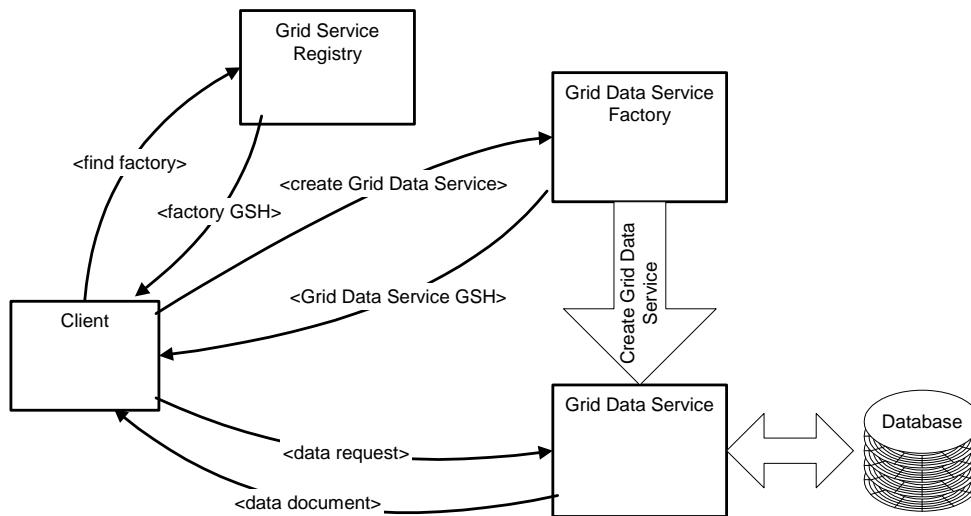 Grid Service
Registry
Grid Data Service
Factory
<find factory>
<create Grid Data Service>
<factory GSH>
<Grid Data Service GSH>
Create Grid Data
Service
Client
Grid Data Service
Database
<data request>
<data document>